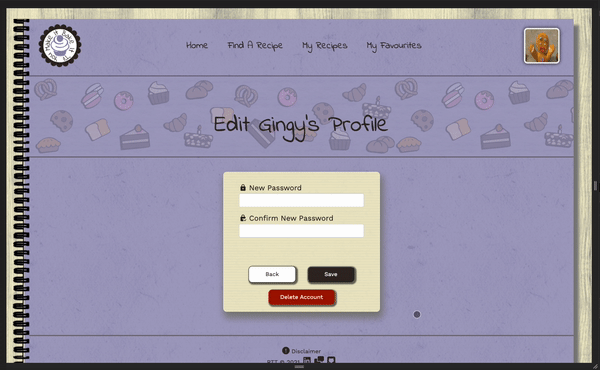 Home
Find A Recipe
My Recipes
My Favourites
Edit Gingy's Profile
New Password
Confirm New Password
Back
Save
Delete Account
Disclaimer